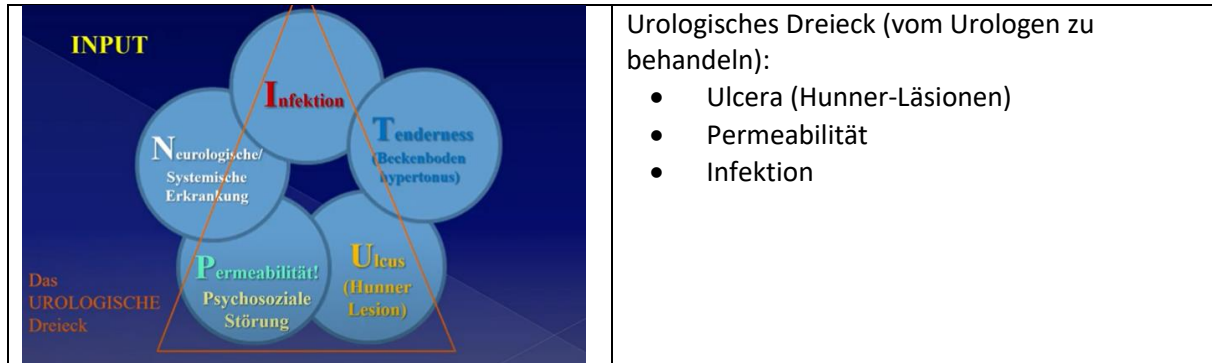 INPUT
Infektion
Tenderness
(Beckenboden
hypertonus)
Neurologische/
Systemische
Erkrankung
Permeabilität!
Psychosoziale
Störung
Ulcus
(Hunner
Lesion)
Das
UROLOGISCHE
Dreieck
Urologisches Dreieck (vom Urologen zu
behandeln):
• Ulcera (Hunner-Läsionen)
• Permeabilität
• Infektion